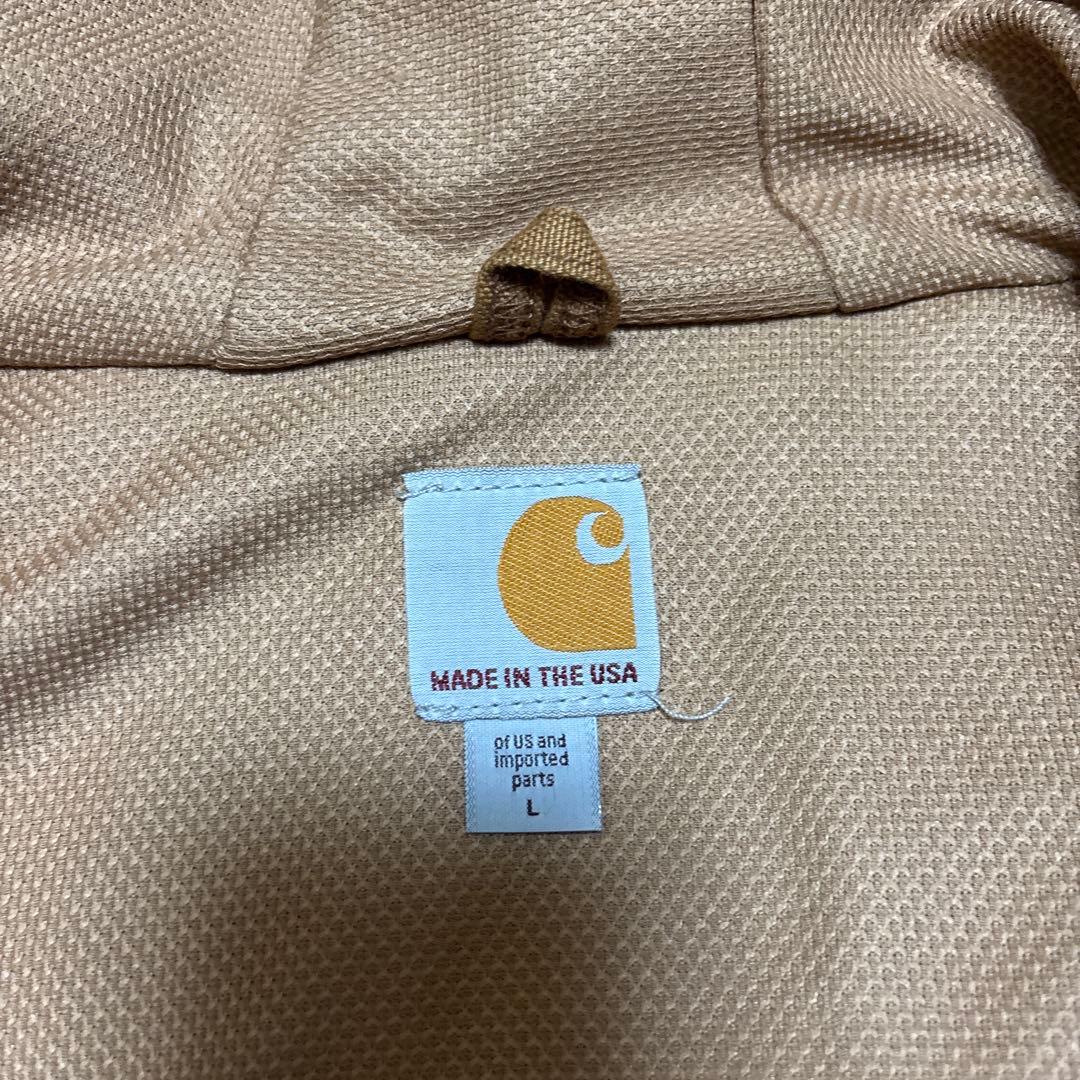 MADE IN THE USA
of US and
imported
parts
L